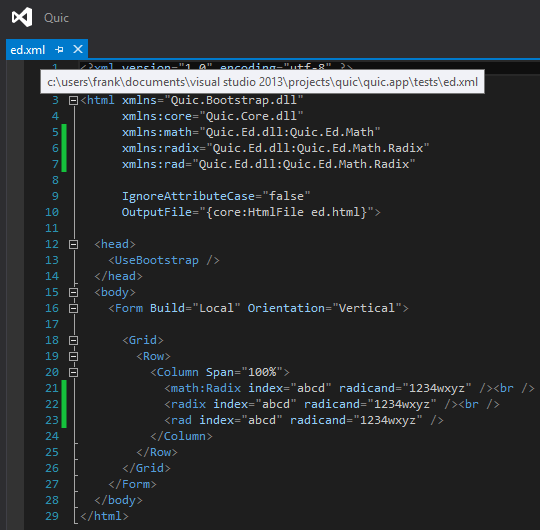 Quic
ed.xml
1 <?xml version="1.0" encoding="utf-8" ?>
c:\users\frank\documents\visual studio 2013\projects\quic\quic.app\tests\ed.xml
3 <html xmlns="Quic.Bootstrap.dll"
4 xmlns:core="Quic.Core.dll"
5 xmlns:math="Quic.Ed.dll:Quic.Ed.Math"
6 xmlns:radix="Quic.Ed.dll:Quic.Ed.Math.Radix"
7 xmlns:rad="Quic.Ed.dll:Quic.Ed.Math.Radix"
8
9 IgnoreAttributeCase="false"
10 OutputFile="{core:HtmlFile ed.html}">
11
12 <head>
13 <UseBootstrap />
14 </head>
15 <body>
16 <Form Build="Local" Orientation="Vertical">
17
18 <Grid>
19 <Row>
20 <Column Span="100%">
21 <math:Radix index="abcd" radicand="1234wxyz" /><br />
22 <radix index="abcd" radicand="1234wxyz" /><br />
23 <rad index="abcd" radicand="1234wxyz" />
24 </Column>
25 </Row>
26 </Grid>
27 </Form>
28 </body>
29 </html>